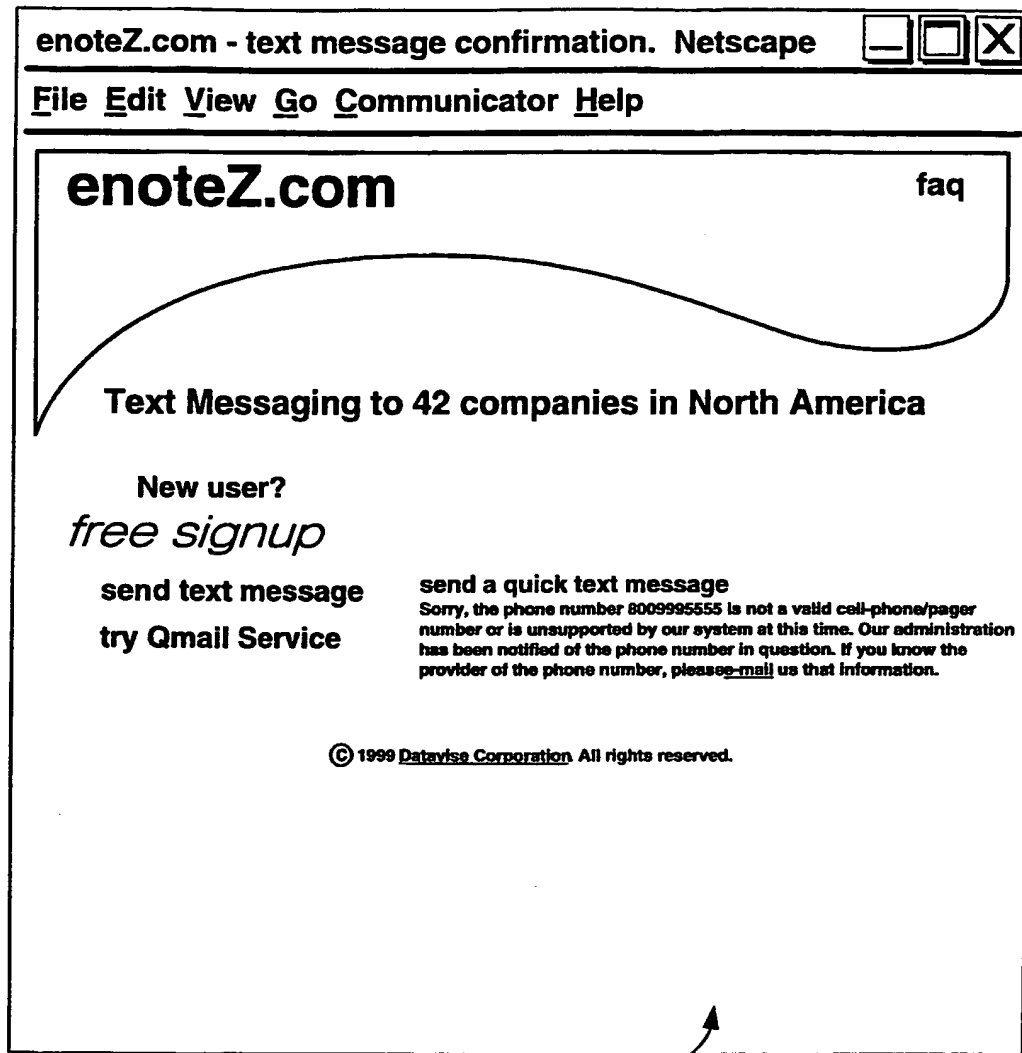 enoteZ.com - text message confirmation. Netscape
File Edit View Go Communicator Help
enoteZ.com
faq
Text Messaging to 42 companies in North America
New user?
free signup
send text message
try Qmail Service
send a quick text message
Sorry, the phone number 8009995555 is not a valid cell-phone/pager
number or is unsupported by our system at this time. Our administration
has been notified of the phone number in question. If you know the
provider of the phone number, pleasee-mail us that information.
© 1999 Datavise Corporation All rights reserved.